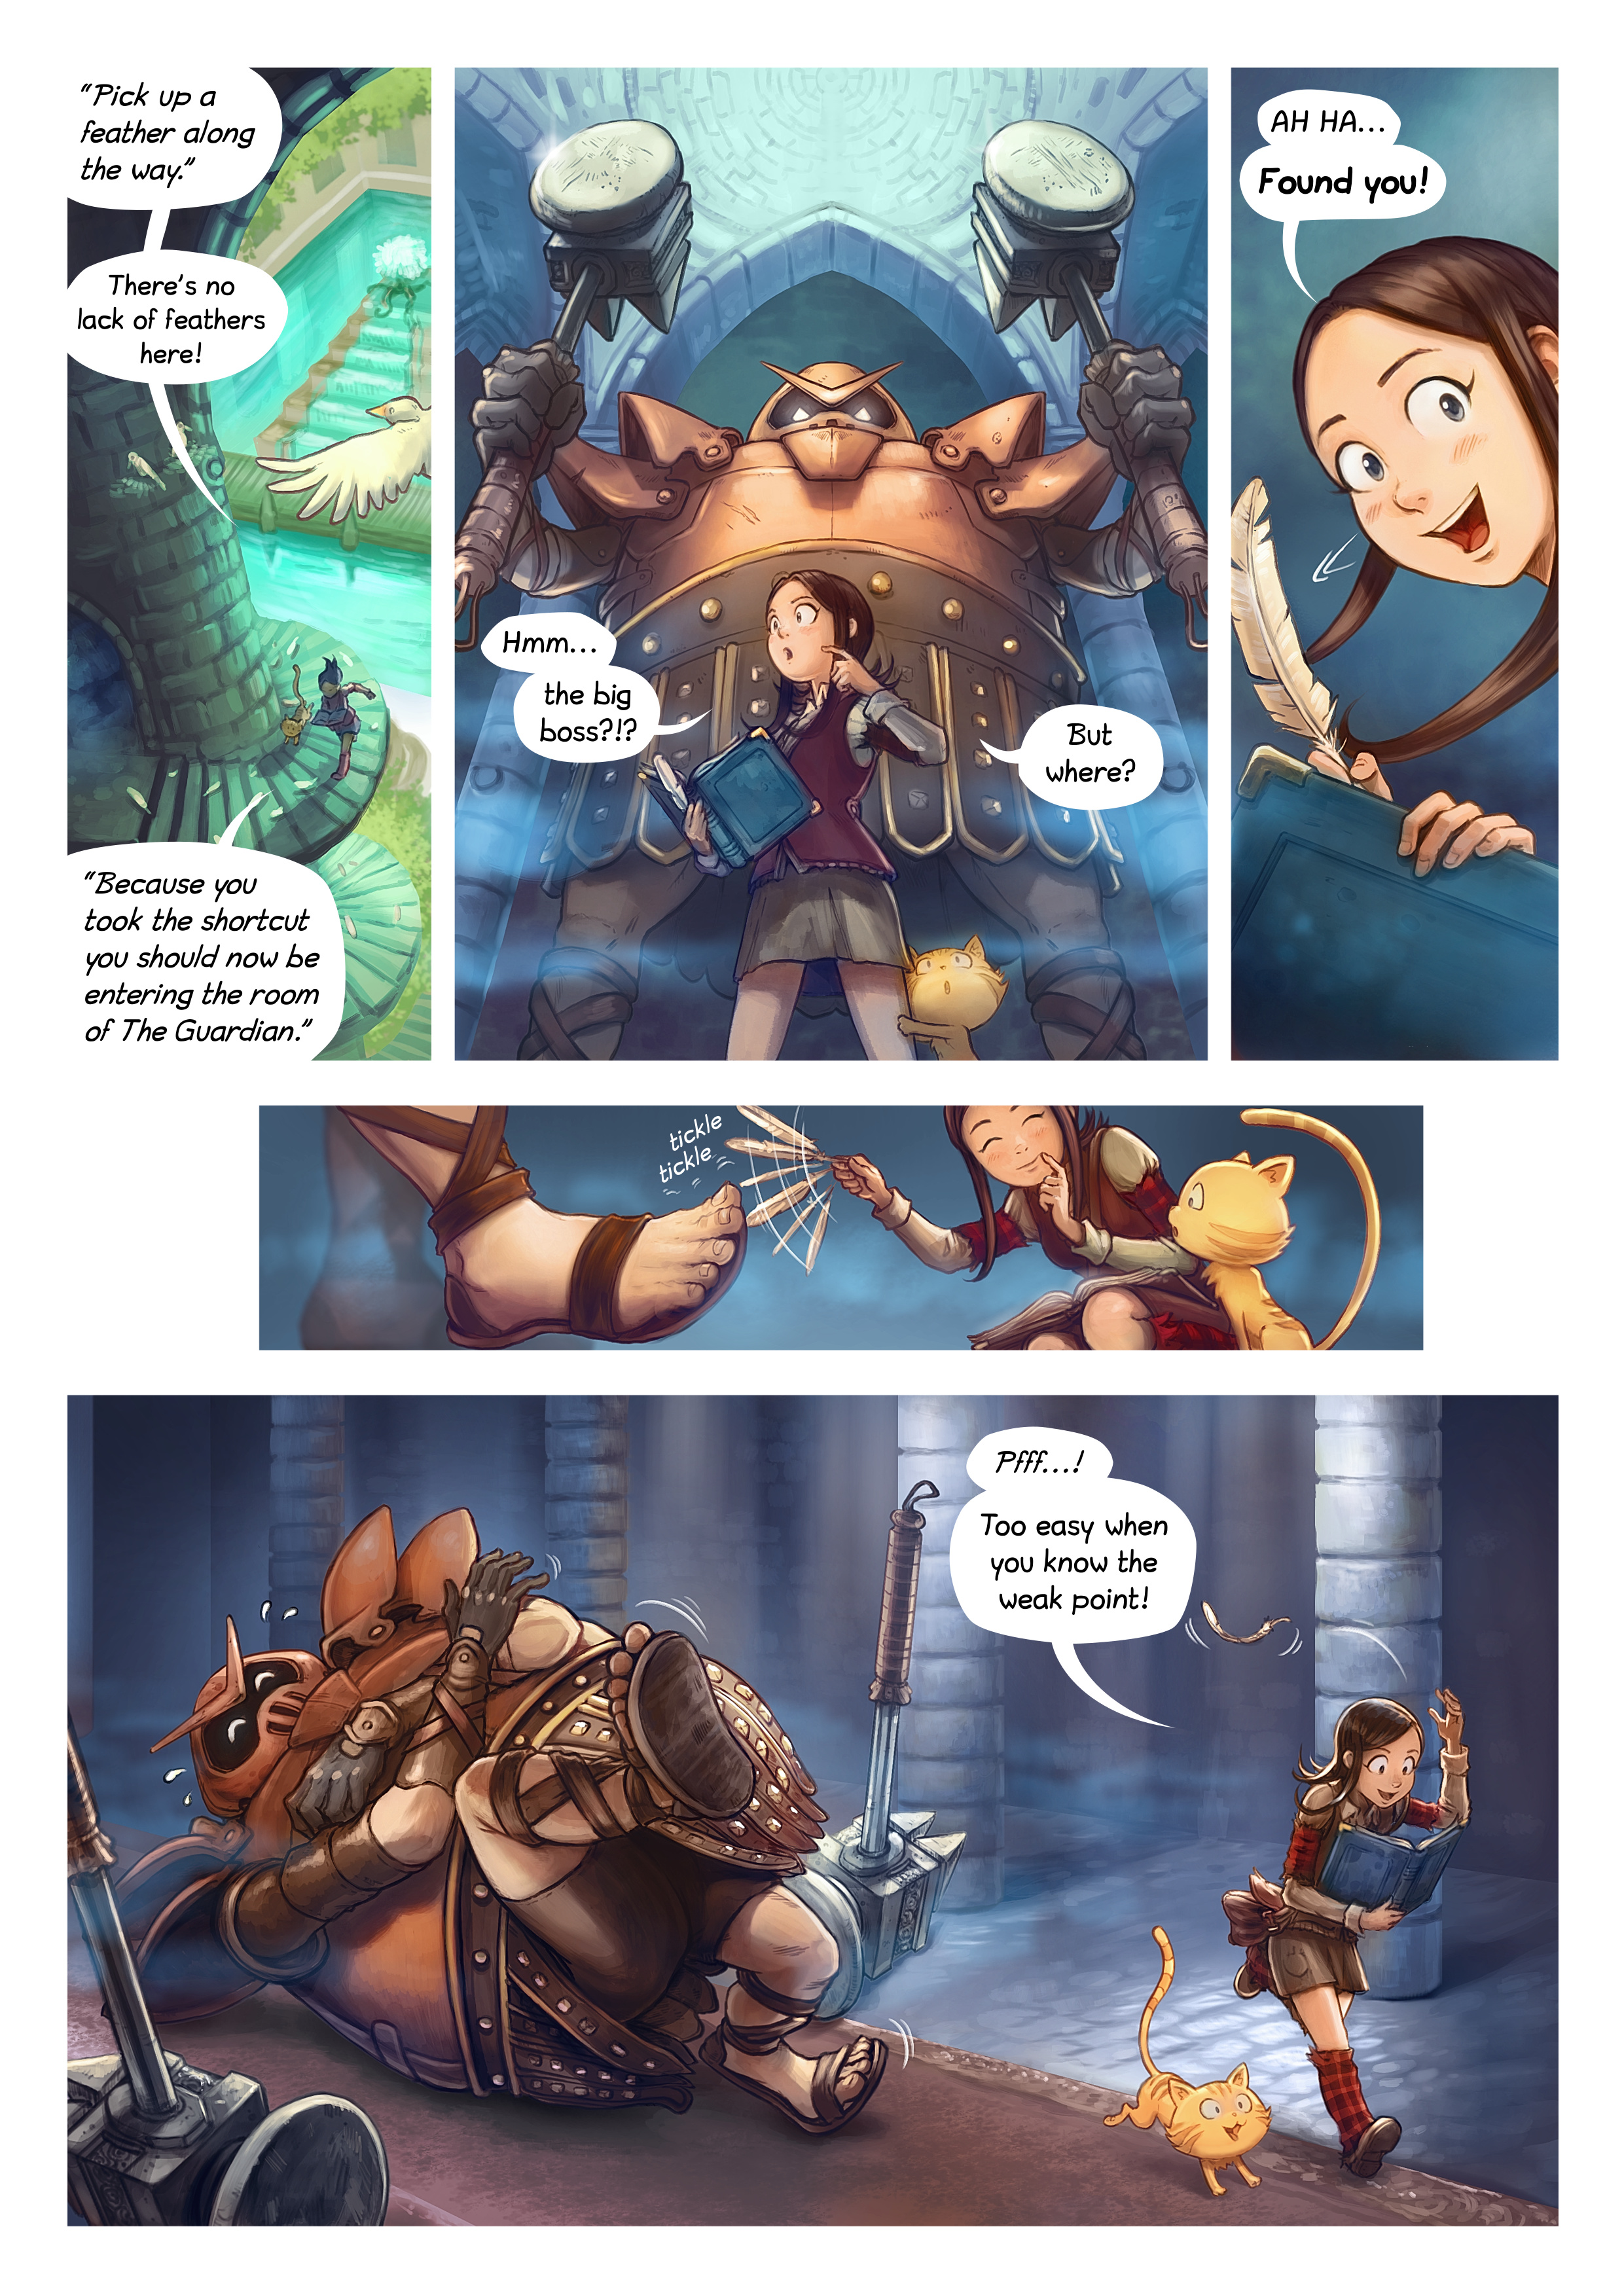 “Pick up a
feather along
the way.”
There's no
lack of feathers
here!
“Because you
took the shortcut
you should now be
entering the room
of The Guardian.”
Hmm...
the big
boss?!?
But
where?
AH HA...
Found you!
tickle
tickle
Pfff...!
Too easy when
you know the
weak point!